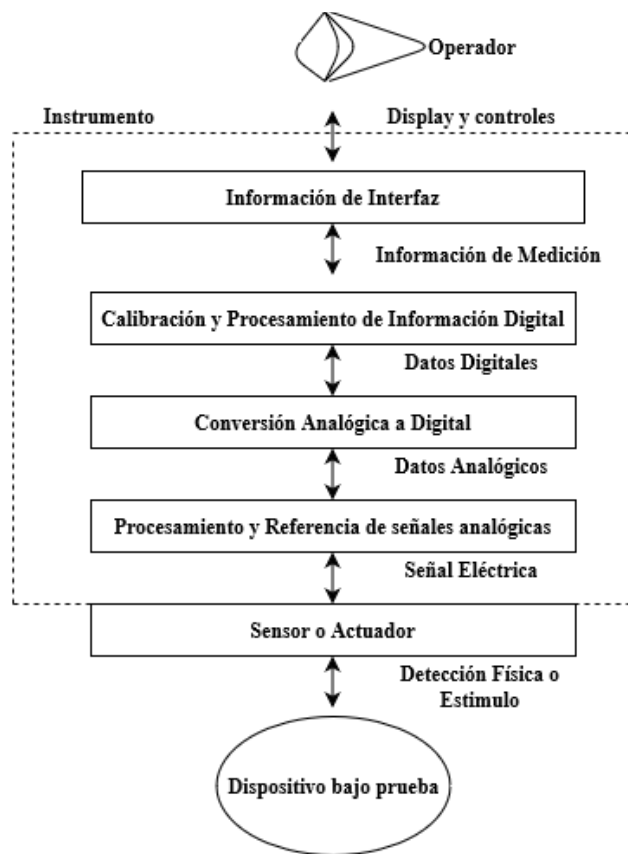 Operador
Instrumento
Display y controles
Información de Interfaz
Información de Medición
Calibración y Procesamiento de Información Digital
Datos Digitales
Conversión Analógica a Digital
Datos Analógicos
Procesamiento y Referencia de señales analógicas
Señal Eléctrica
Sensor o Actuador
Detección Física o
Estimulo
Dispositivo bajo prueba